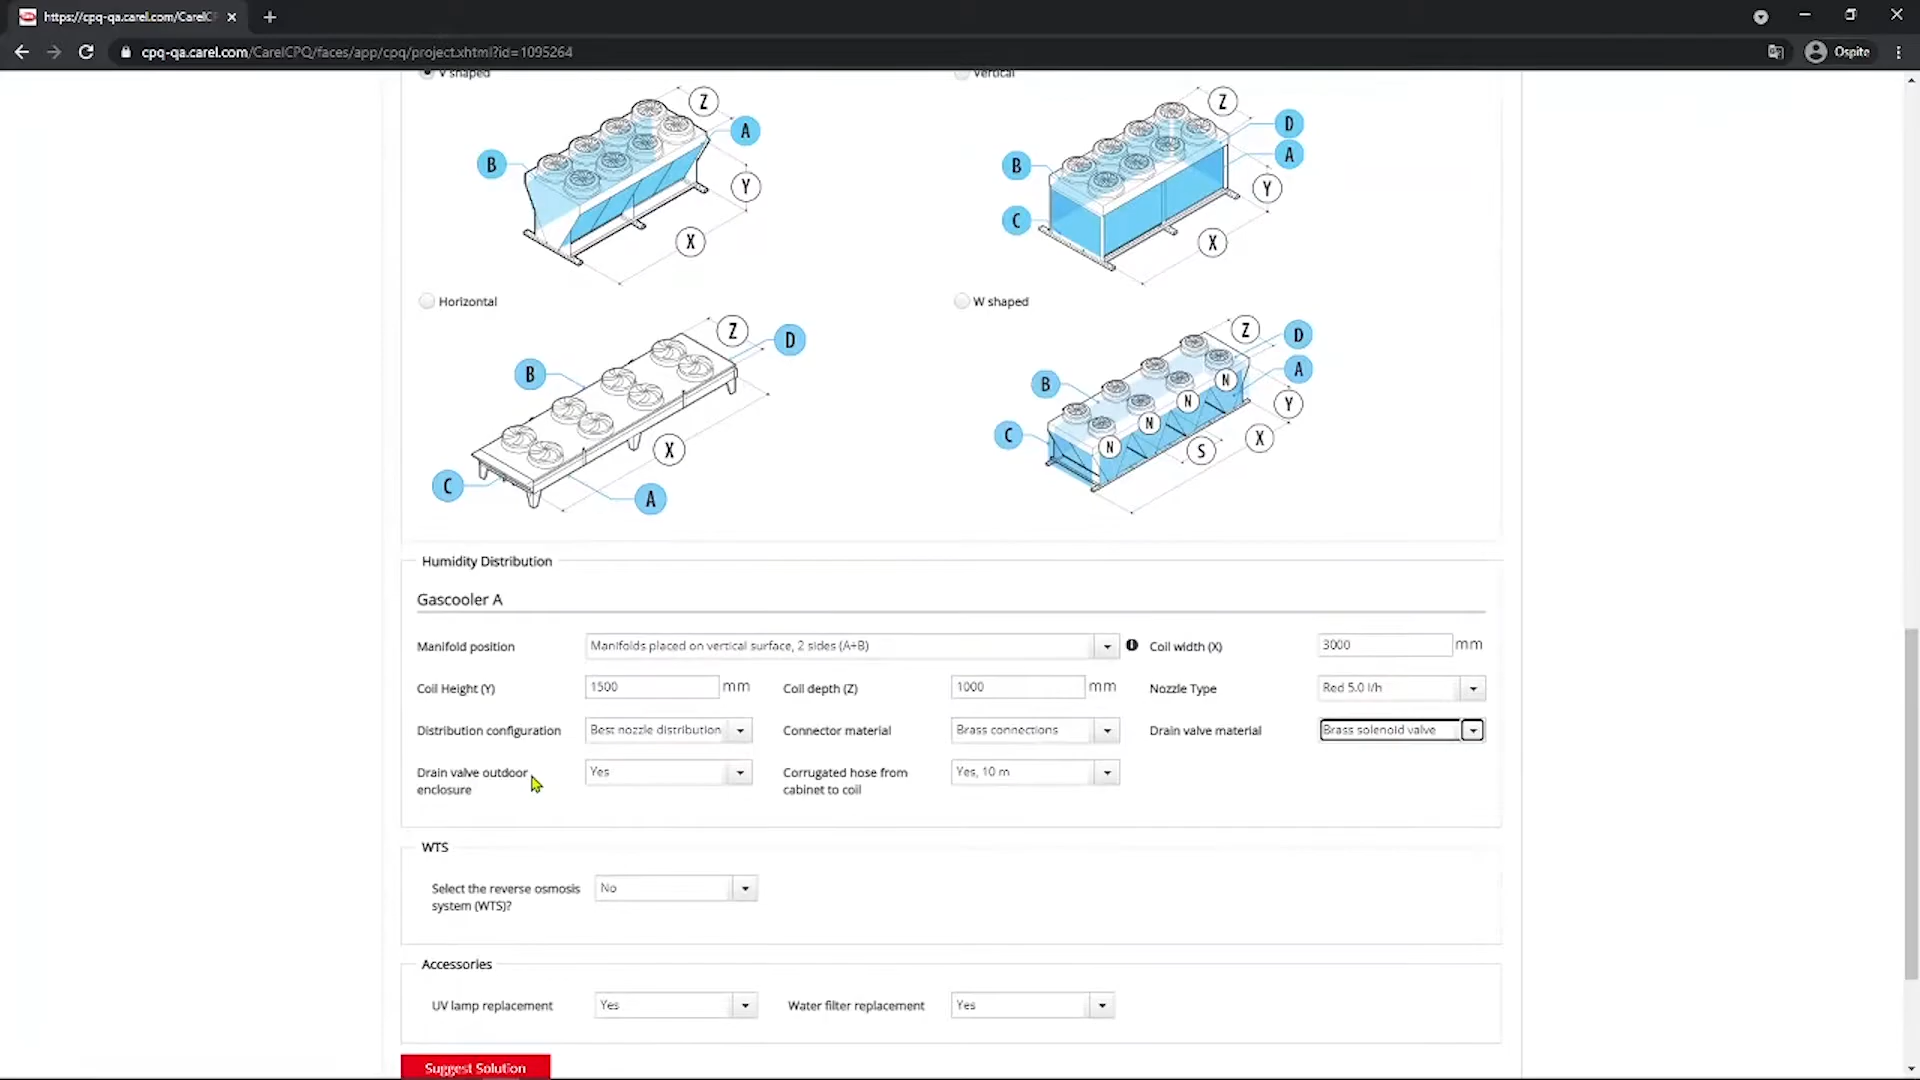 https://cpq-qa.carel.com/CarelC
cpq-qa.carel.com/CarelCPQ/faces/app/cpq/project.xhtml?id=1095264
Ospite
V shaped
Vertical
Z
A
B
Y
X
Z
D
A
B
Y
C
X
Horizontal
W shaped
Z
D
B
X
C
A
Z
D
A
B
N
N
N
N
Y
C
X
S
Humidity Distribution
Gascooler A
Manifold position
Manifolds placed on vertical surface, 2 sides (A+B)
Coil width (X)
3000
mm
Coil Height (Y)
1500
mm
Coil depth (Z)
1000
mm
Nozzle Type
Red 5.0 l/h
Distribution configuration
Best nozzle distribution
Connector material
Brass connections
Drain valve material
Brass solenoid valve
Drain valve outdoor
enclosure
Yes
Corrugated hose from
cabinet to coil
Yes, 10 m
WTS
Select the reverse osmosis
system (WTS)?
No
Accessories
UV lamp replacement
Yes
Water filter replacement
Yes
Suggest Solution